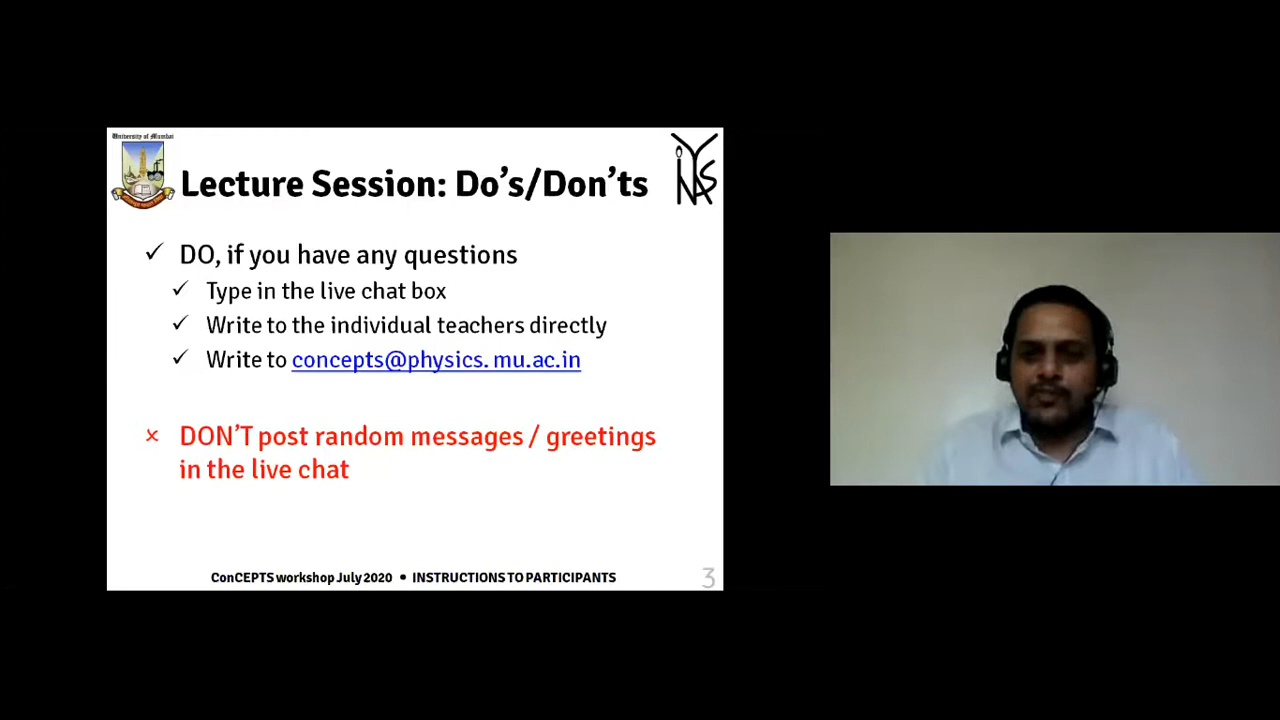 University of Mumbai
Lecture Session: Do's/Don'ts
INYAS
✓ DO, if you have any questions
✓ Type in the live chat box
✓ Write to the individual teachers directly
✓ Write to concepts@physics.mu.ac.in
× DON'T post random messages / greetings
in the live chat
ConCEPTS workshop July 2020 • INSTRUCTIONS TO PARTICIPANTS
3